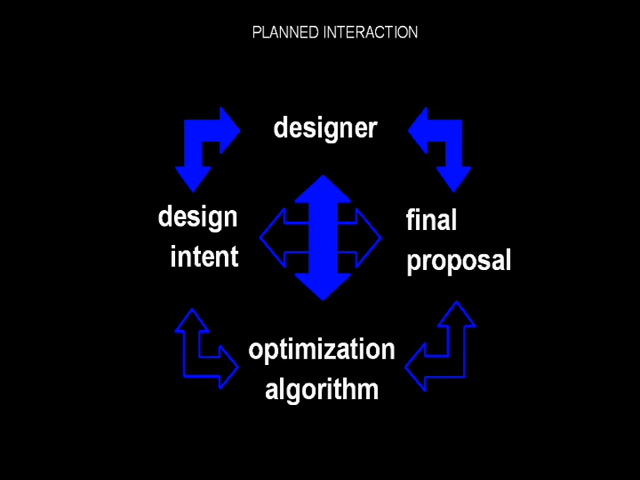 PLANNED INTERACTION
designer
design
intent
final
proposal
optimization
algorithm